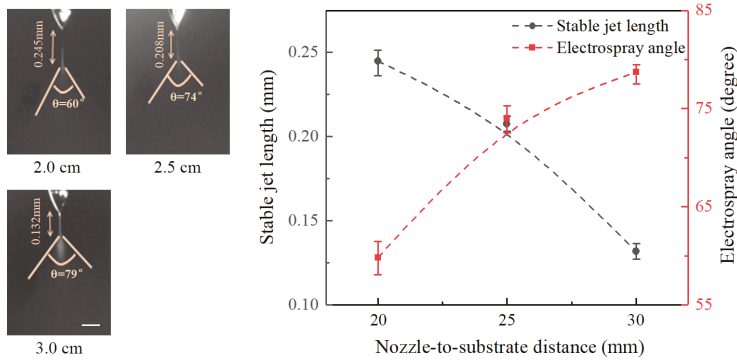 0.245mm
θ=60°
2.0 cm
0.208mm
θ=74°
2.5 cm
0.132mm
θ=79°
3.0 cm
Stable jet length
Electrospray angle
Stable jet length (mm)
0.25
0.20
0.15
0.10
20
25
30
Nozzle-to-substrate distance (mm)
85
75
65
55
Electrospray angle (degree)